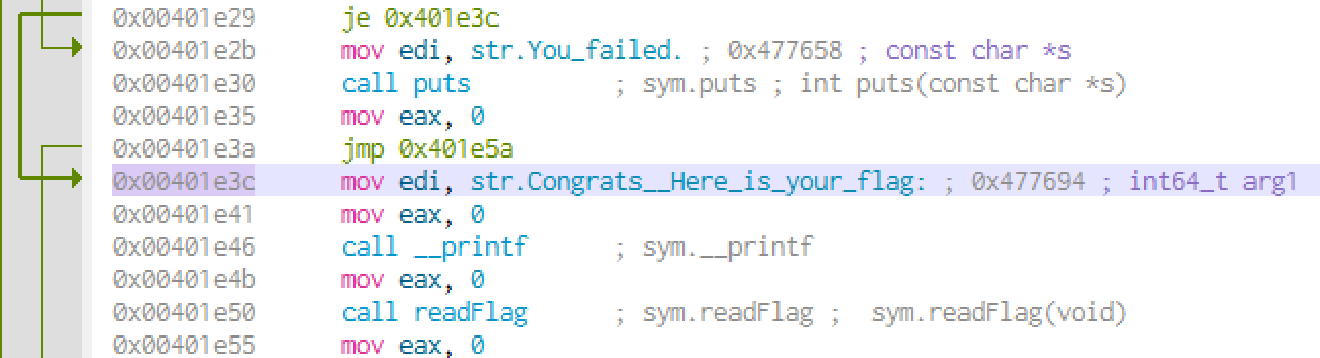 0x00401e29 je 0x401e3c
0x00401e2b mov edi, str.You_failed. ; 0x477658 ; const char *s
0x00401e30 call puts ; sym.puts ; int puts(const char *s)
0x00401e35 mov eax, 0
0x00401e3a jmp 0x401e5a
0x00401e3c mov edi, str.Congrats__Here_is_your_flag: ; 0x477694 ; int64_t arg1
0x00401e41 mov eax, 0
0x00401e46 call __printf ; sym.__printf
0x00401e4b mov eax, 0
0x00401e50 call readFlag ; sym.readFlag ; sym.readFlag(void)
0x00401e55 mov eax, 0